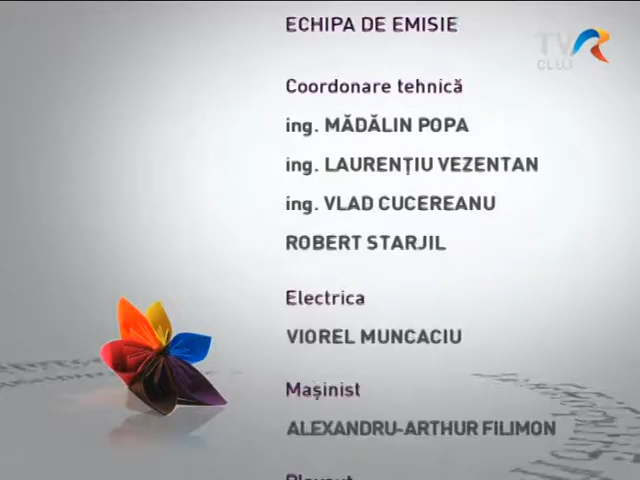 ECHIPA DE EMISIE
TVR
CLUJ
Coordonare tehnică
ing. MĂDĂLIN POPA
ing. LAURENȚIU VEZENTAN
ing. VLAD CUCEREANU
ROBERT STARJIL
Electrica
VIOREL MUNCACIU
Mașinist
ALEXANDRU-ARTHUR FILIMON